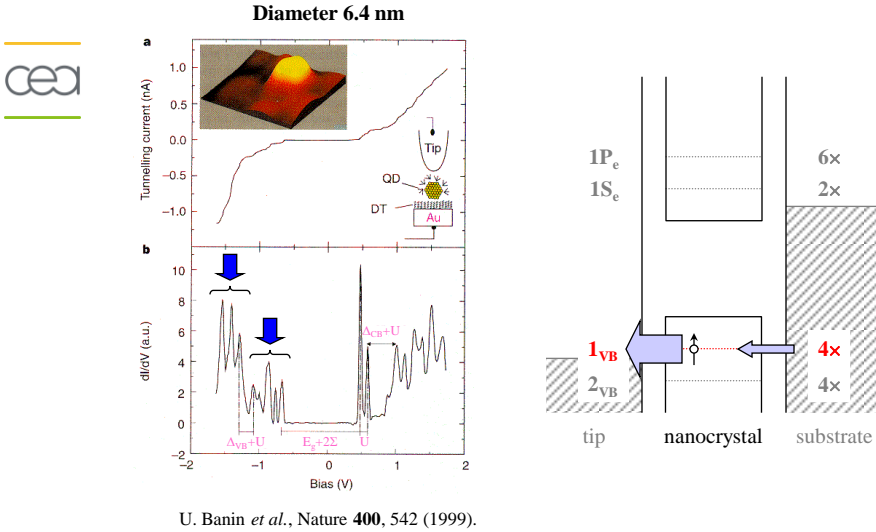 Diameter 6.4 nm
cea
a
1.0
0.5
0.0
−0.5
−1.0
Tunnelling current (nA)
Tip
QD
DT
Au
b
10
8
6
4
2
0
−2
dI/dV (a.u.)
Δ_CB+U
Δ_VB+U
E_g+2Σ
U
−2
−1
0
1
2
Bias (V)
U. Banin et al., Nature 400, 542 (1999).
1P_e
6×
1S_e
2×
1_VB
4×
2_VB
4×
tip
nanocrystal
substrate